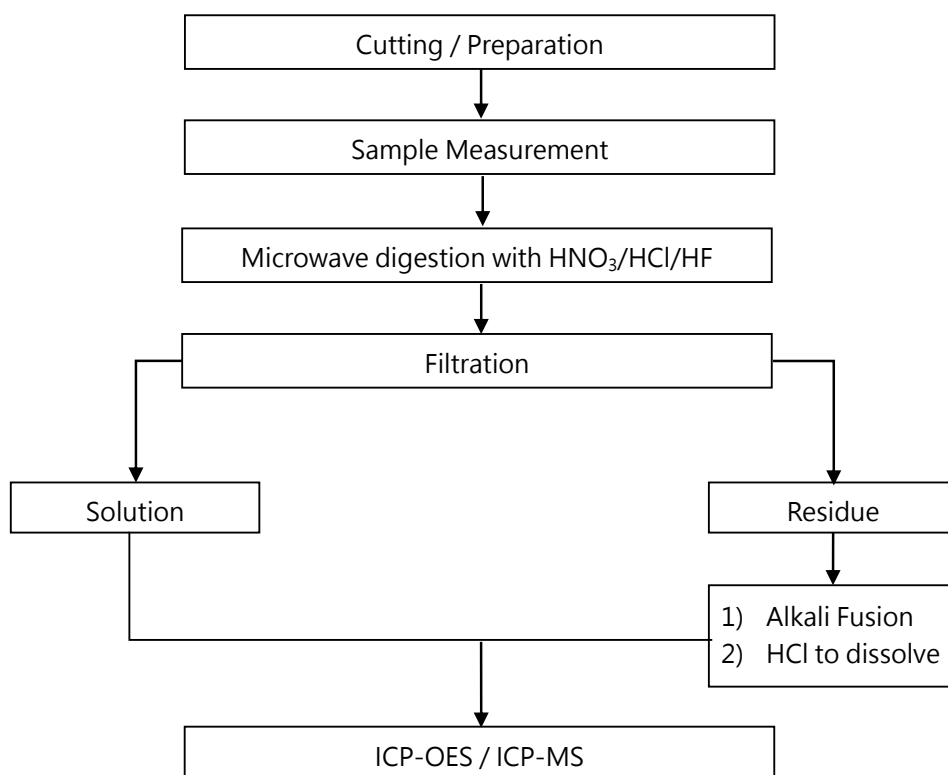 Cutting / Preparation
Sample Measurement
Microwave digestion with HNO₃/HCl/HF
Filtration
Solution
Residue
1) Alkali Fusion
2) HCl to dissolve
ICP-OES / ICP-MS